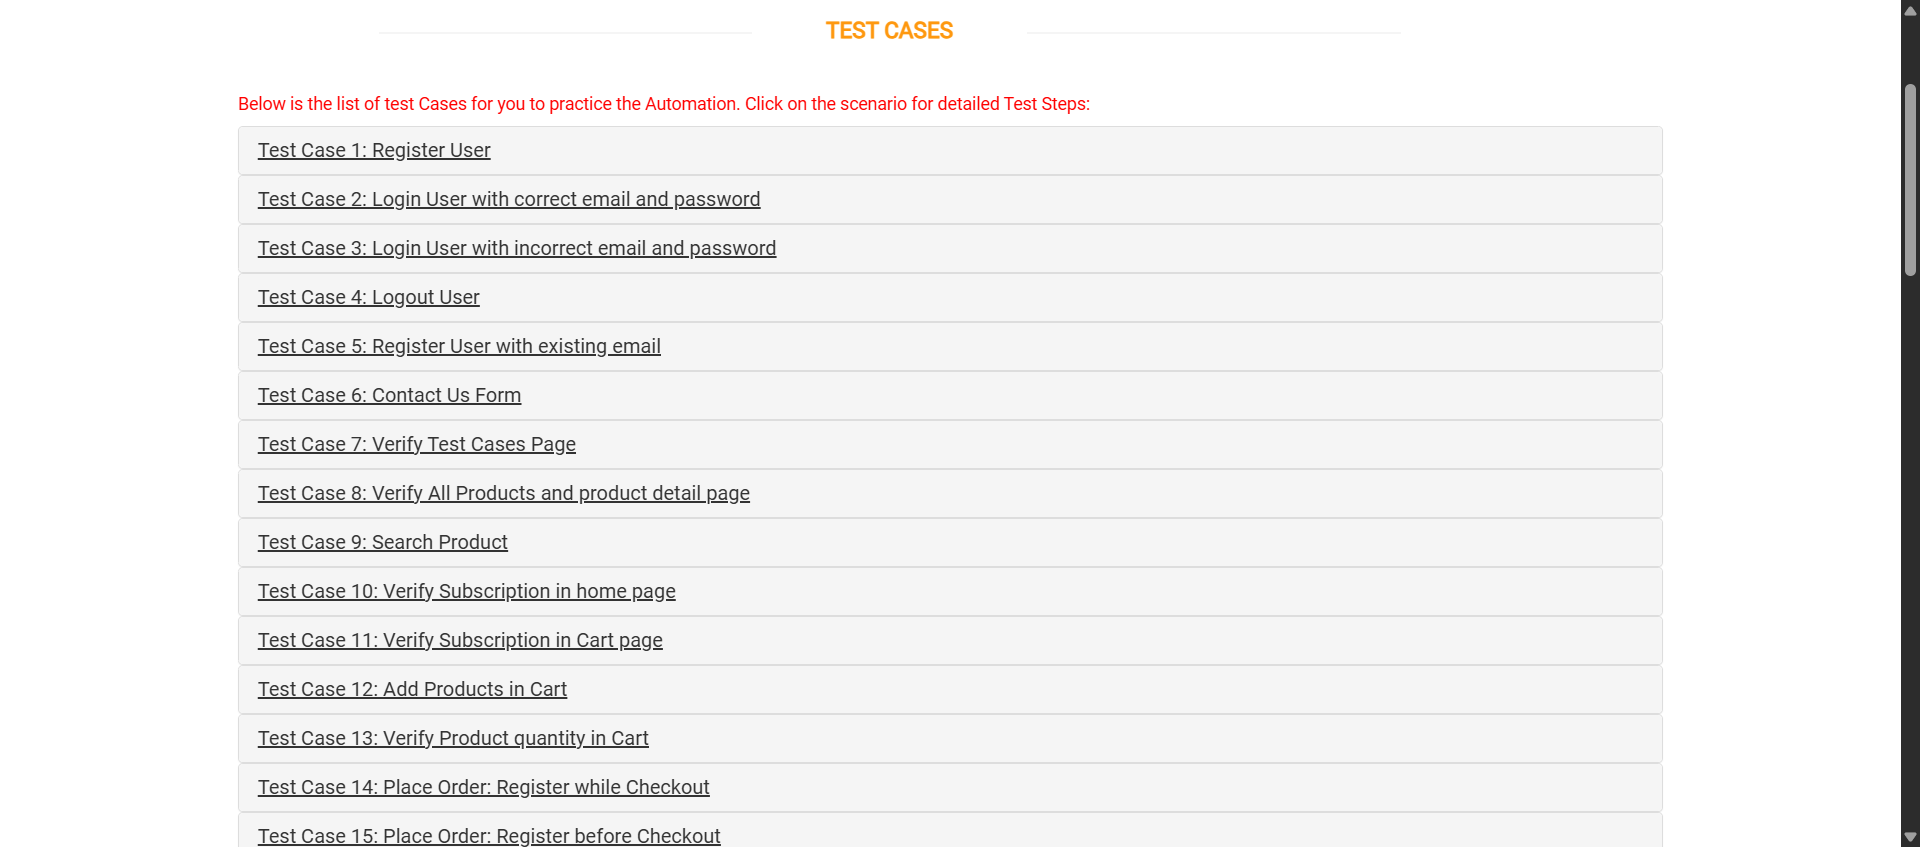 TEST CASES
Below is the list of test Cases for you to practice the Automation. Click on the scenario for detailed Test Steps:
Test Case 1: Register User
Test Case 2: Login User with correct email and password
Test Case 3: Login User with incorrect email and password
Test Case 4: Logout User
Test Case 5: Register User with existing email
Test Case 6: Contact Us Form
Test Case 7: Verify Test Cases Page
Test Case 8: Verify All Products and product detail page
Test Case 9: Search Product
Test Case 10: Verify Subscription in home page
Test Case 11: Verify Subscription in Cart page
Test Case 12: Add Products in Cart
Test Case 13: Verify Product quantity in Cart
Test Case 14: Place Order: Register while Checkout
Test Case 15: Place Order: Register before Checkout